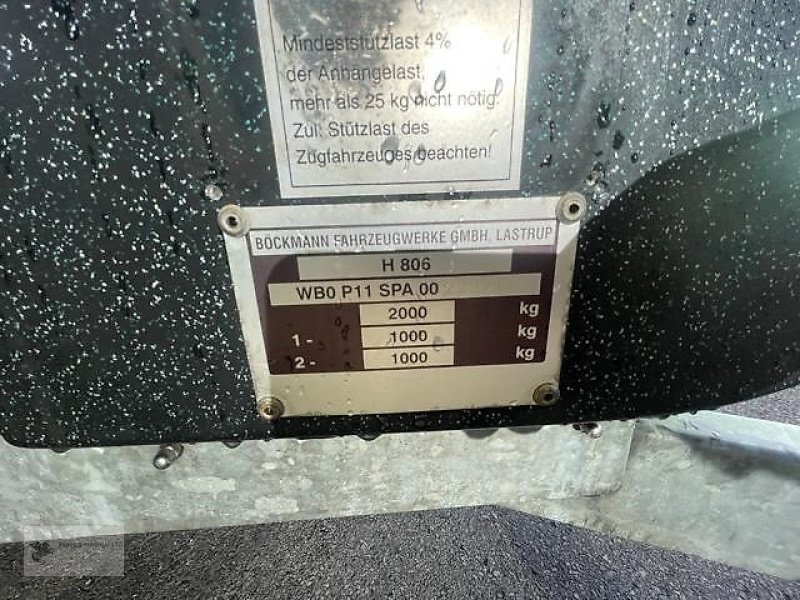 Mindeststützlast 4%
der Anhängelast,
mehr als 25 kg nicht nötig.
Zul. Stützlast des
Zugfahrzeuges beachten!
BÖCKMANN FAHRZEUGWERKE GMBH, LASTRUP
H 806
WB0 P11 SPA 00
2000 kg
1 - 1000 kg
2 - 1000 kg